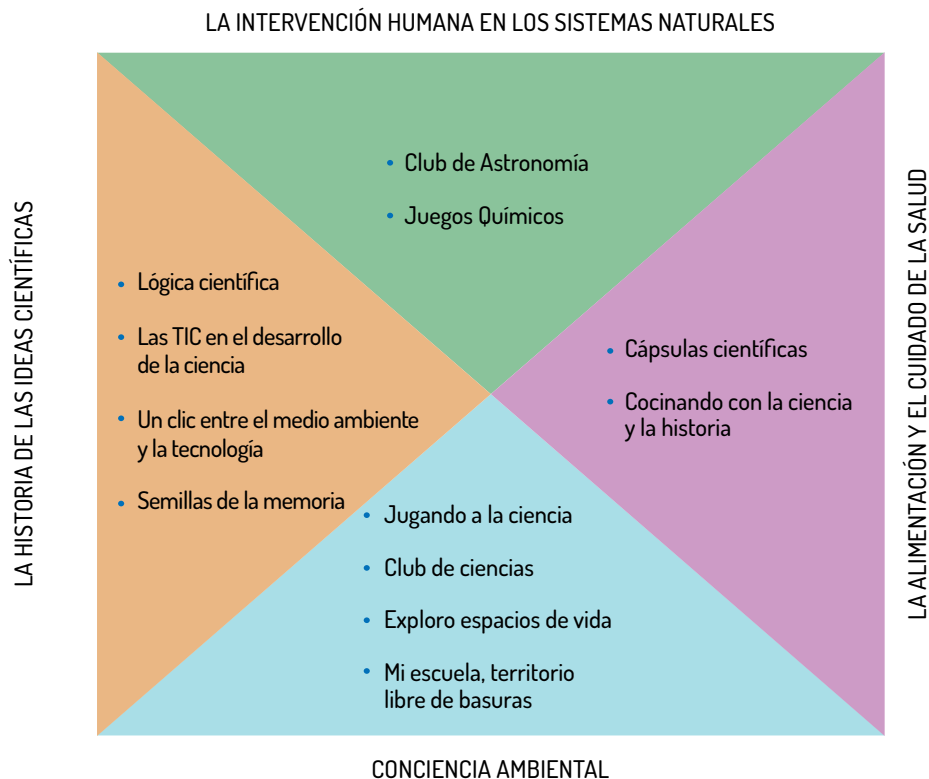 LA INTERVENCIÓN HUMANA EN LOS SISTEMAS NATURALES
• Club de Astronomía
• Juegos Químicos
LA HISTORIA DE LAS IDEAS CIENTÍFICAS
• Lógica científica
• Las TIC en el desarrollo
de la ciencia
• Un clic entre el medio ambiente
y la tecnología
• Semillas de la memoria
• Cápsulas científicas
• Cocinando con la ciencia
y la historia
LA ALIMENTACIÓN Y EL CUIDADO DE LA SALUD
• Jugando a la ciencia
• Club de ciencias
• Exploro espacios de vida
• Mi escuela, territorio
libre de basuras
CONCIENCIA AMBIENTAL